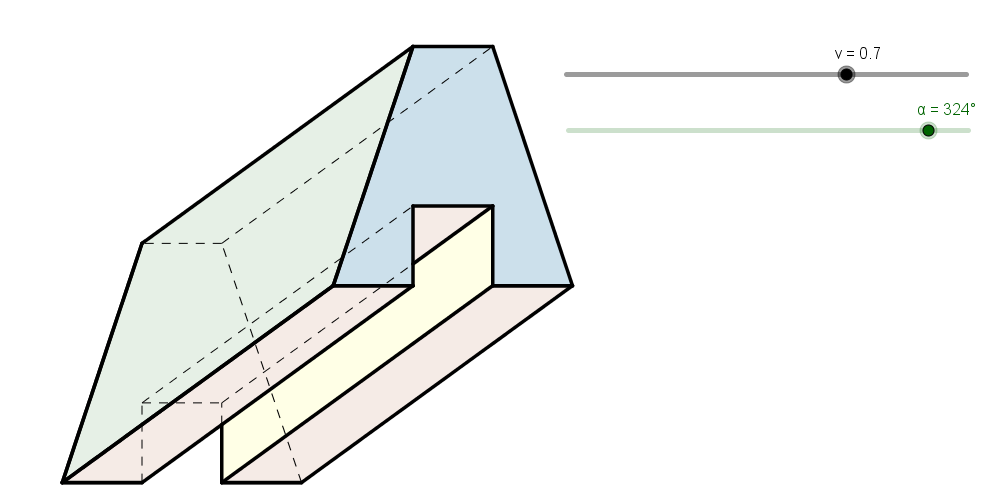 v = 0.7
α = 324°